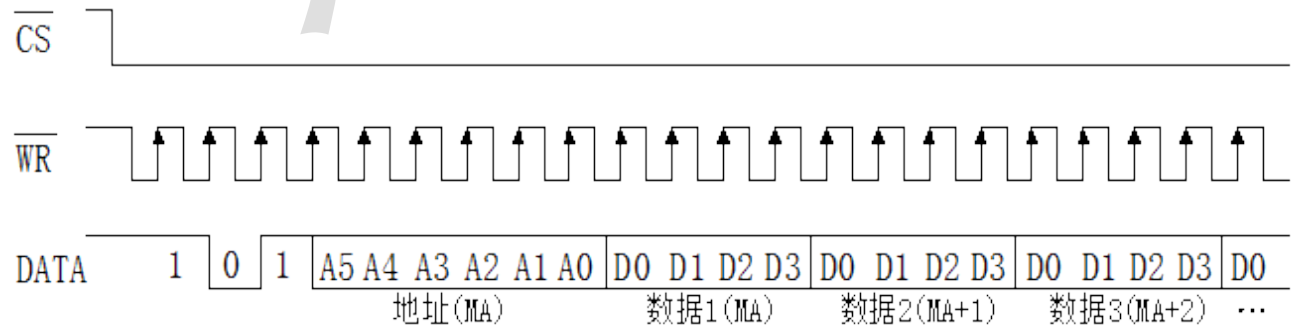 CS
WR
DATA 1 0 1 A5 A4 A3 A2 A1 A0 D0 D1 D2 D3 D0 D1 D2 D3 D0 D1 D2 D3 D0
地址(MA) 数据1(MA) 数据2(MA+1) 数据3(MA+2) …